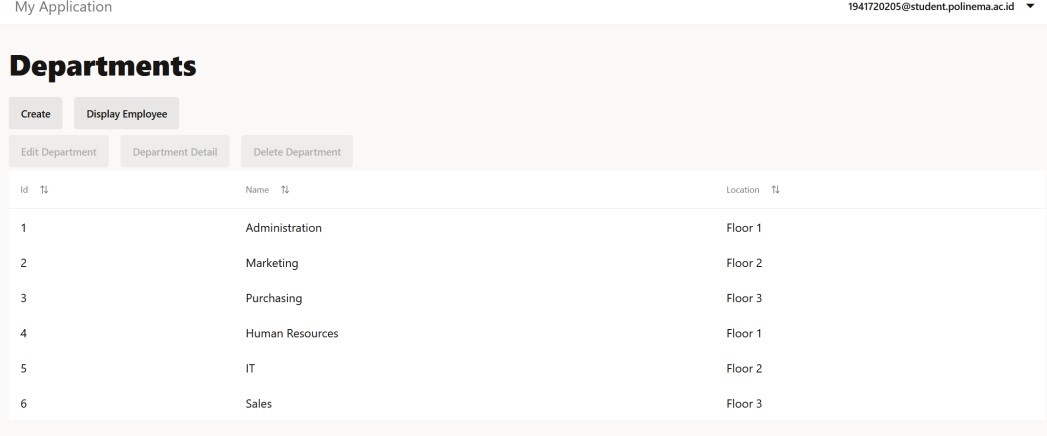 My Application 1941720205@student.polinema.ac.id
Departments
Create Display Employee
Edit Department Department Detail Delete Department
Id Name Location
1 Administration Floor 1
2 Marketing Floor 2
3 Purchasing Floor 3
4 Human Resources Floor 1
5 IT Floor 2
6 Sales Floor 3